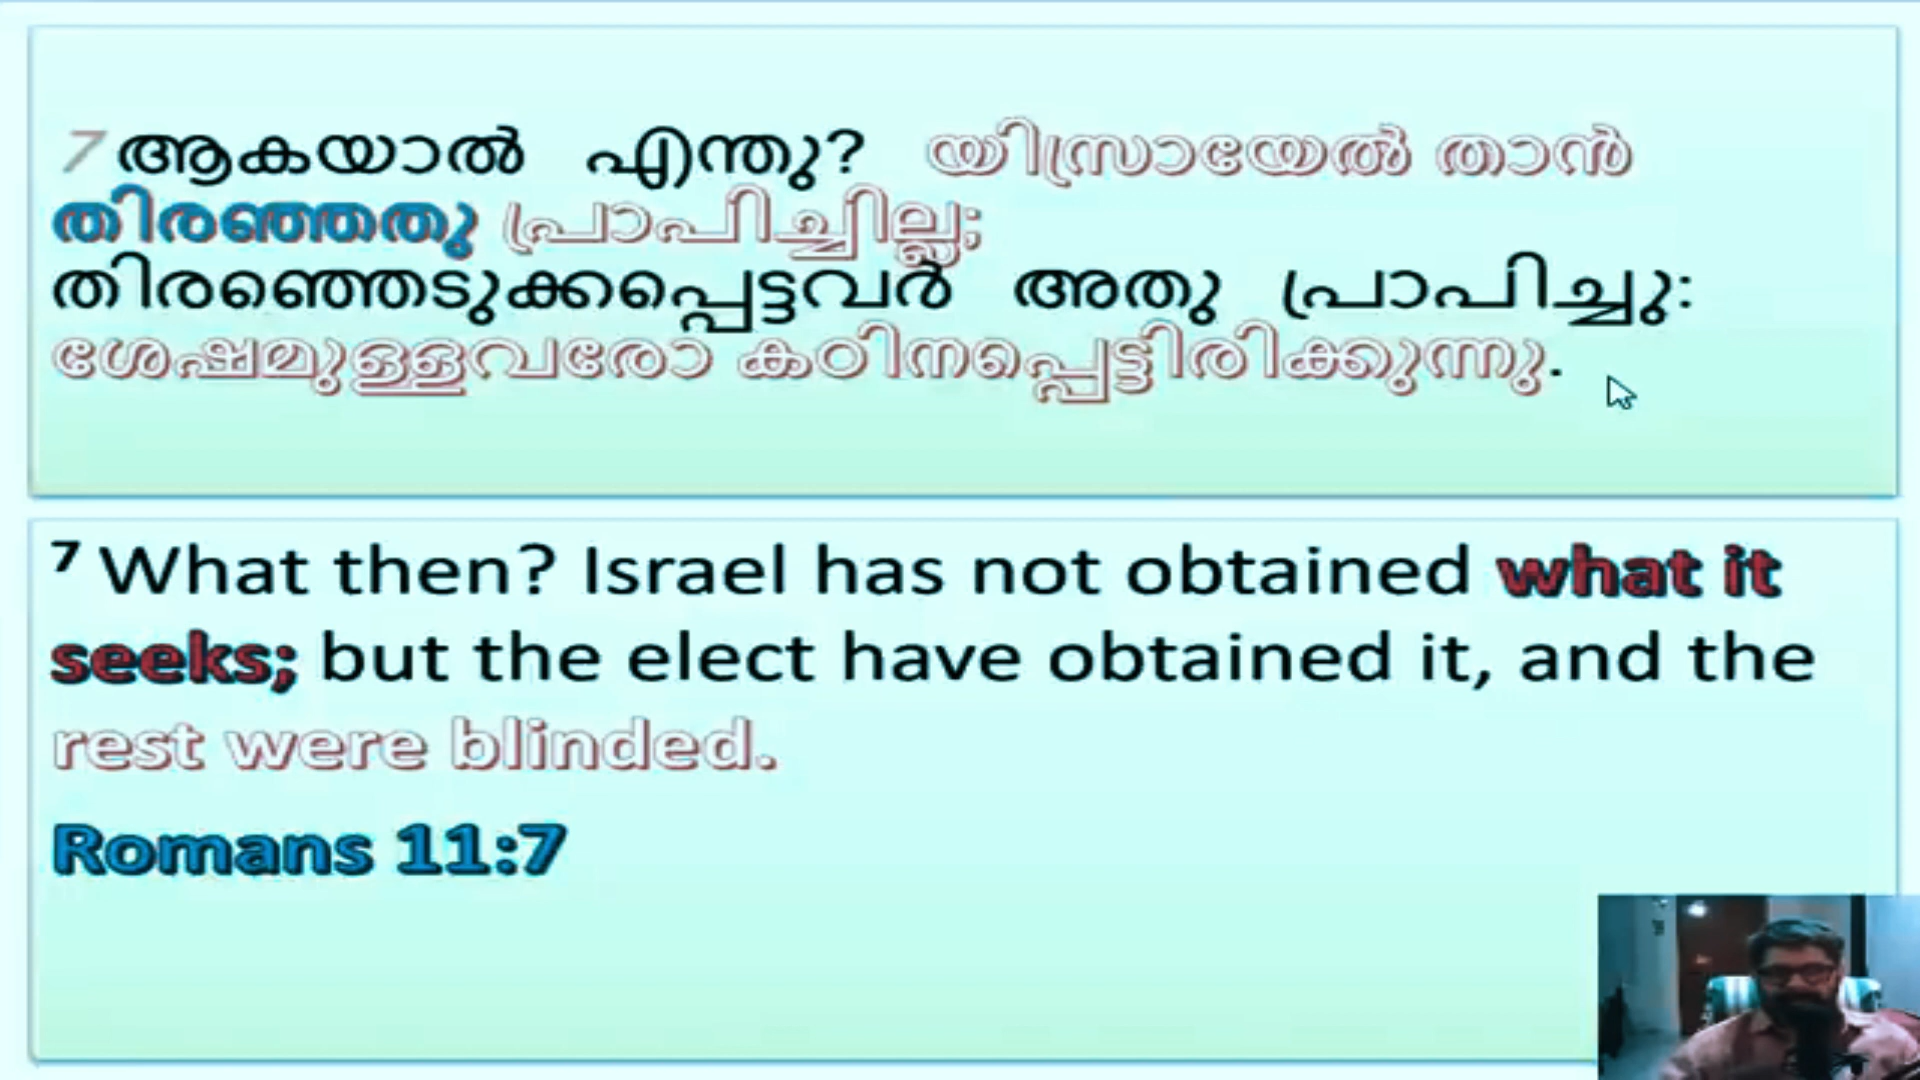 7 ആകയാൽ എന്തു? യിസ്രായേൽ താൻ
തിരഞ്ഞതു പ്രാപിച്ചില്ല;
തിരഞ്ഞെടുക്കപ്പെട്ടവർ അതു പ്രാപിച്ചു:
ശേഷമുള്ളവരോ കഠിനപ്പെട്ടിരിക്കുന്നു.
7 What then? Israel has not obtained what it
seeks; but the elect have obtained it, and the
rest were blinded.
Romans 11:7